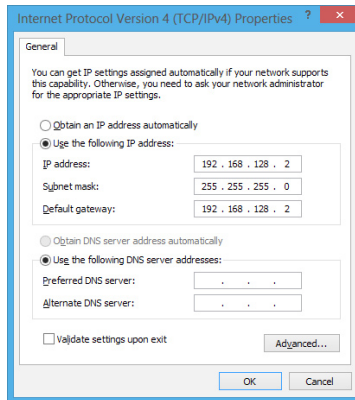 Internet Protocol Version 4 (TCP/IPv4) Properties ? ×
General
You can get IP settings assigned automatically if your network supports
this capability. Otherwise, you need to ask your network administrator
for the appropriate IP settings.
Obtain an IP address automatically
Use the following IP address:
IP address: 192 . 168 . 128 . 2
Subnet mask: 255 . 255 . 255 . 0
Default gateway: 192 . 168 . 128 . 2
Obtain DNS server address automatically
Use the following DNS server addresses:
Preferred DNS server: . . .
Alternate DNS server: . . .
Validate settings upon exit
Advanced...
OK Cancel